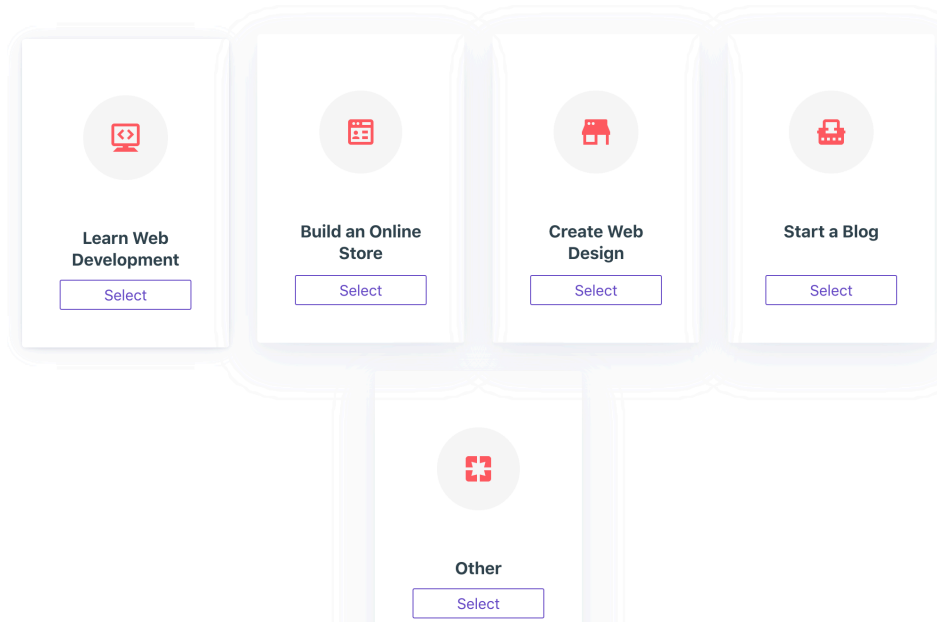 Learn Web
Development
Select
Build an Online
Store
Select
Create Web
Design
Select
Start a Blog
Select
Other
Select